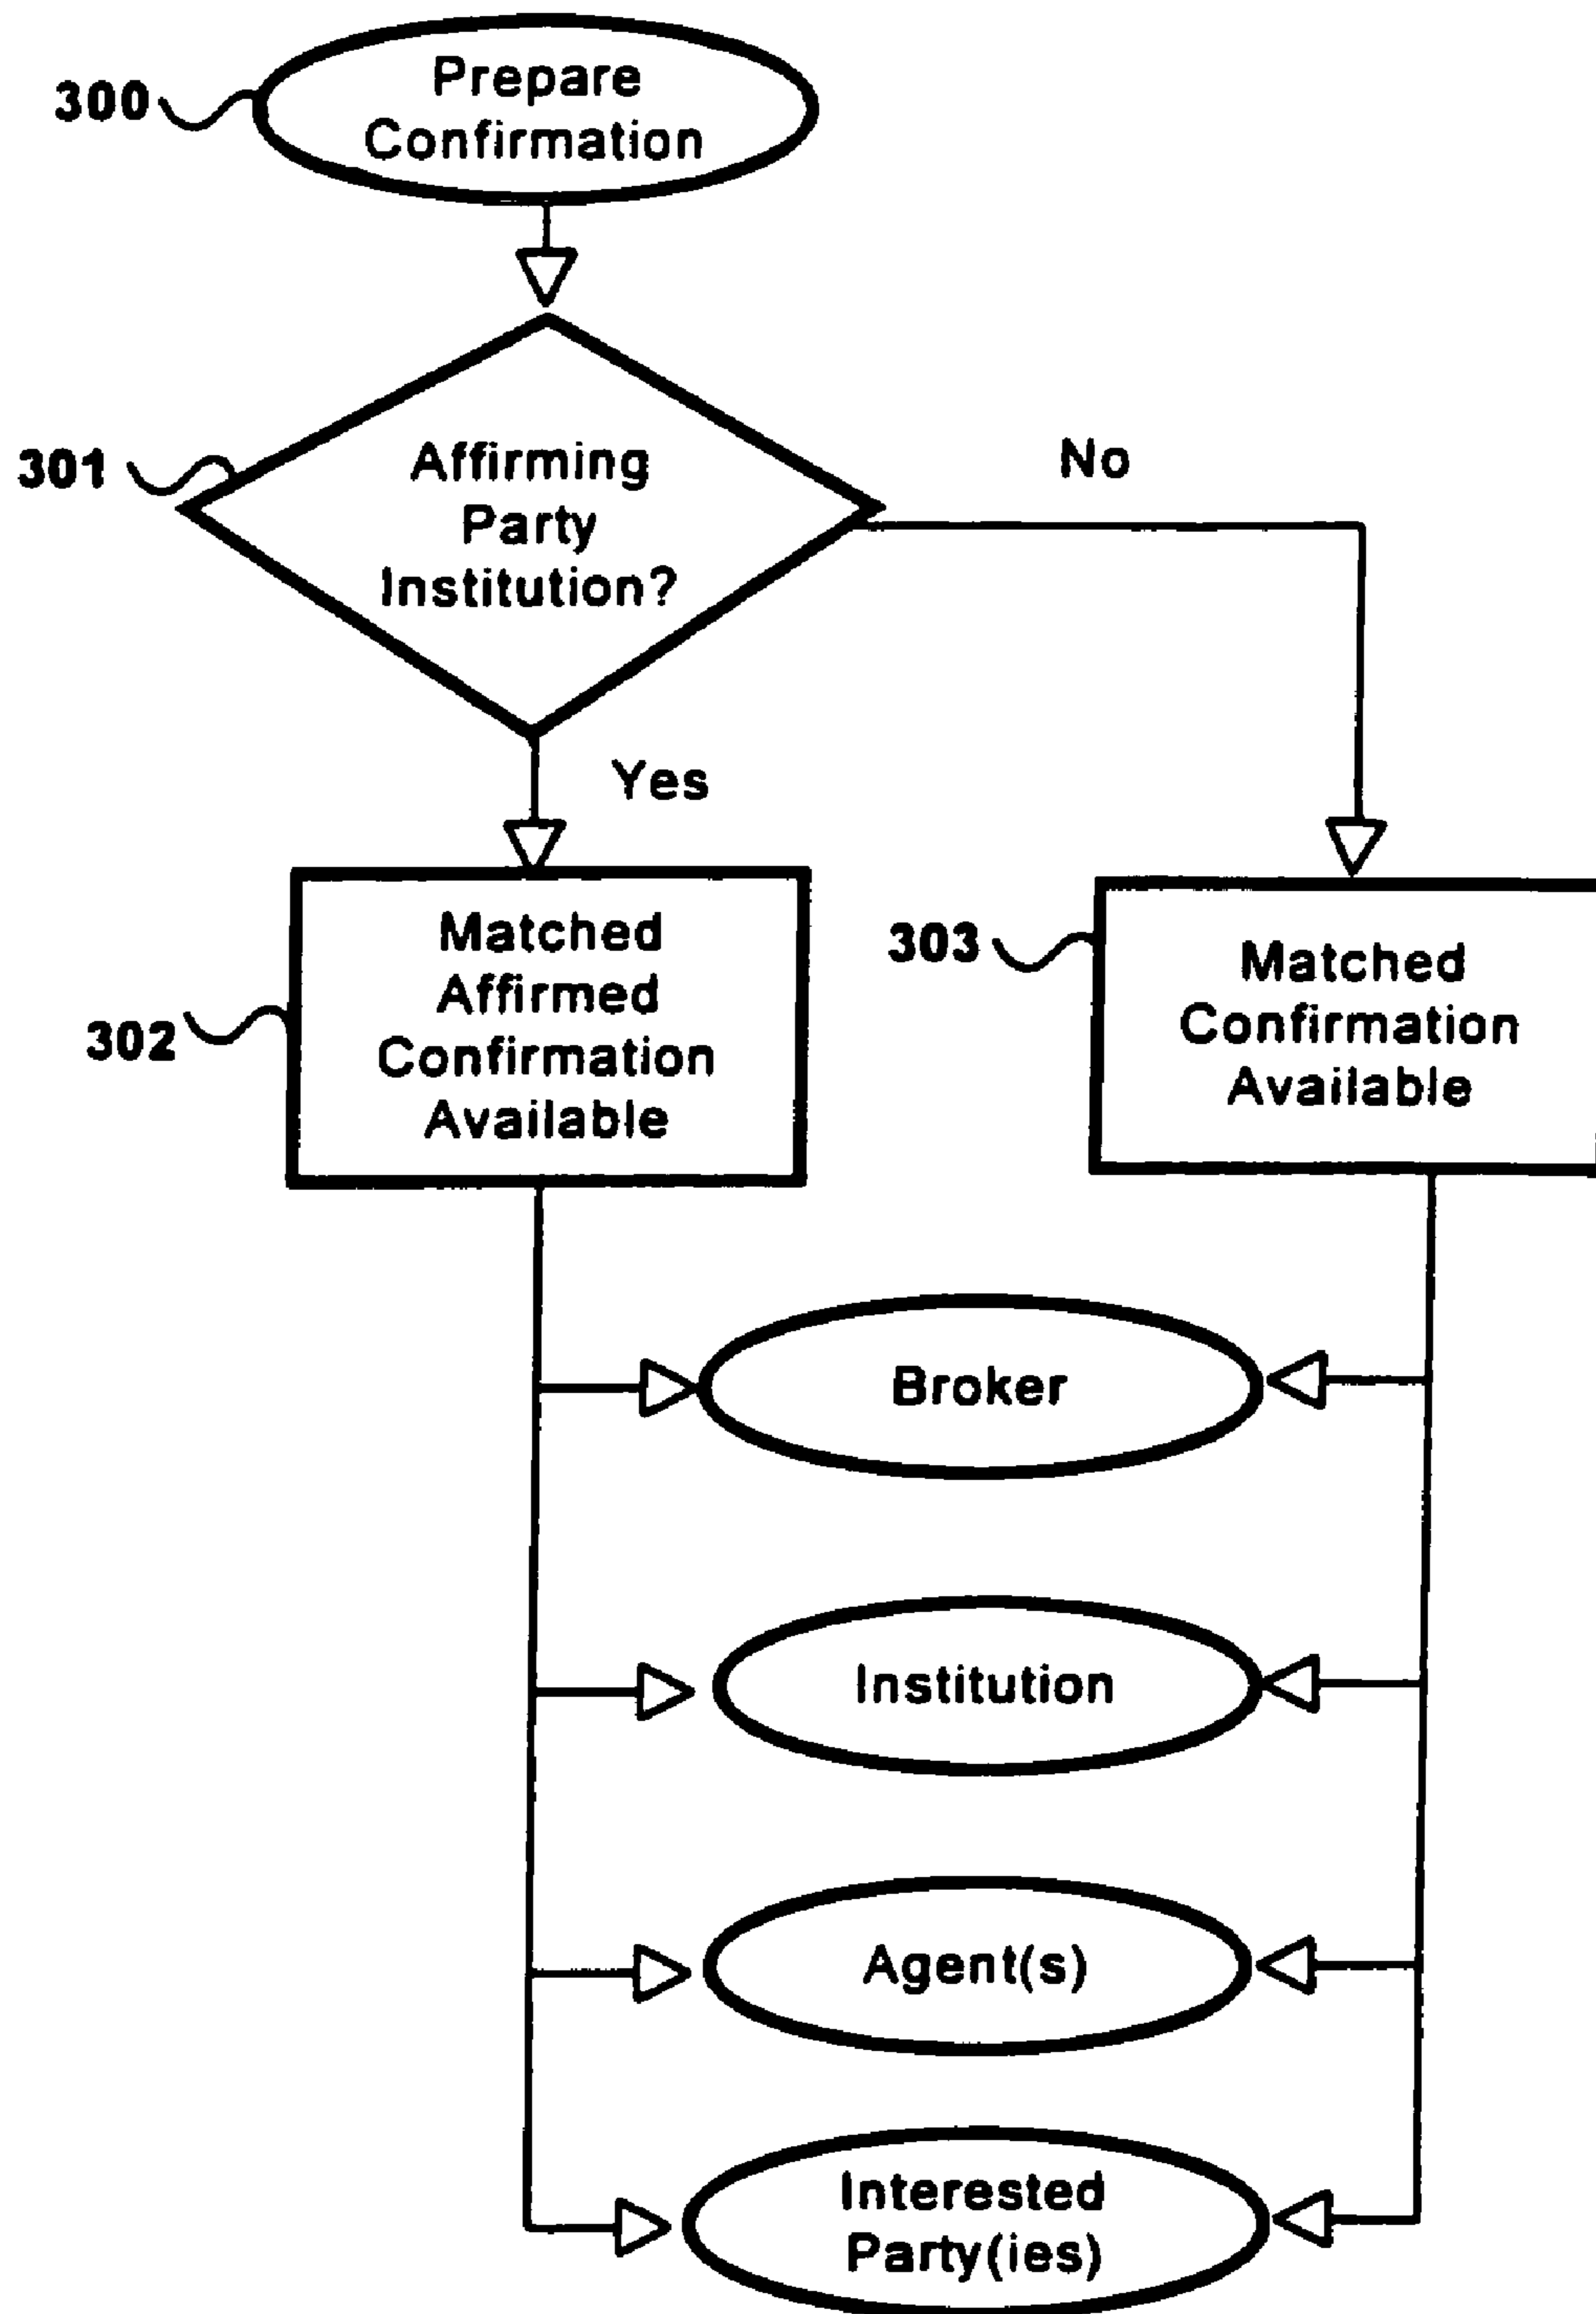 300
Prepare
Confirmation
301
Affirming
Party
Institution?
No
Yes
302
Matched
Affirmed
Confirmation
Available
303
Matched
Confirmation
Available
Broker
Institution
Agent(s)
Interested
Party(ies)